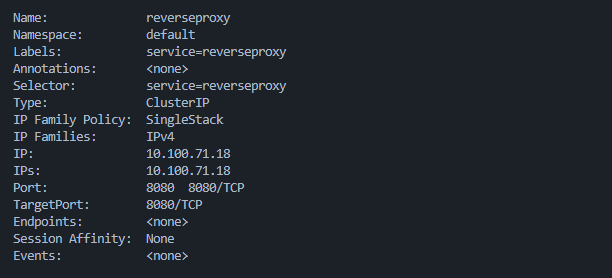 Name: reverseproxy
Namespace: default
Labels: service=reverseproxy
Annotations: <none>
Selector: service=reverseproxy
Type: ClusterIP
IP Family Policy: SingleStack
IP Families: IPv4
IP: 10.100.71.18
IPs: 10.100.71.18
Port: 8080 8080/TCP
TargetPort: 8080/TCP
Endpoints: <none>
Session Affinity: None
Events: <none>